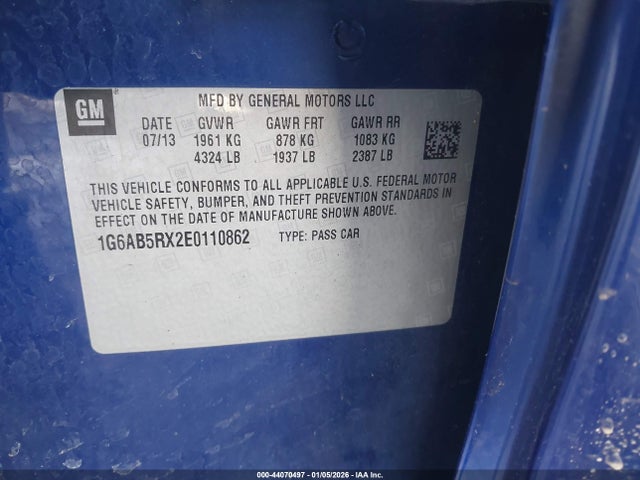 GM
MFD BY GENERAL MOTORS LLC
DATE GVWR GAWR FRT GAWR RR
07/13 1961 KG 878 KG 1083 KG
4324 LB 1937 LB 2387 LB
THIS VEHICLE CONFORMS TO ALL APPLICABLE U.S. FEDERAL MOTOR
VEHICLE SAFETY, BUMPER, AND THEFT PREVENTION STANDARDS IN
EFFECT ON THE DATE OF MANUFACTURE SHOWN ABOVE.
1G6AB5RX2E0110862 TYPE: PASS CAR
000-44070497 - 01/05/2026 - IAA Inc.